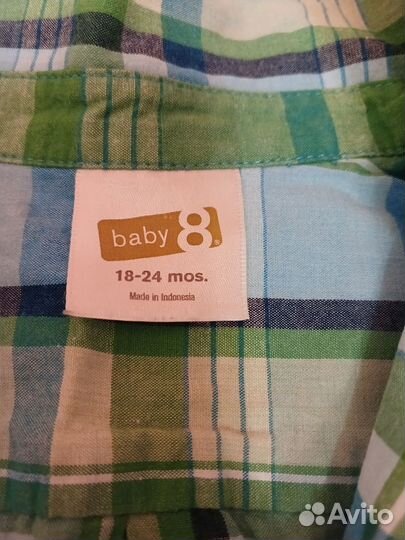 baby 8®
18-24 mos.
Made in Indonesia
Avito